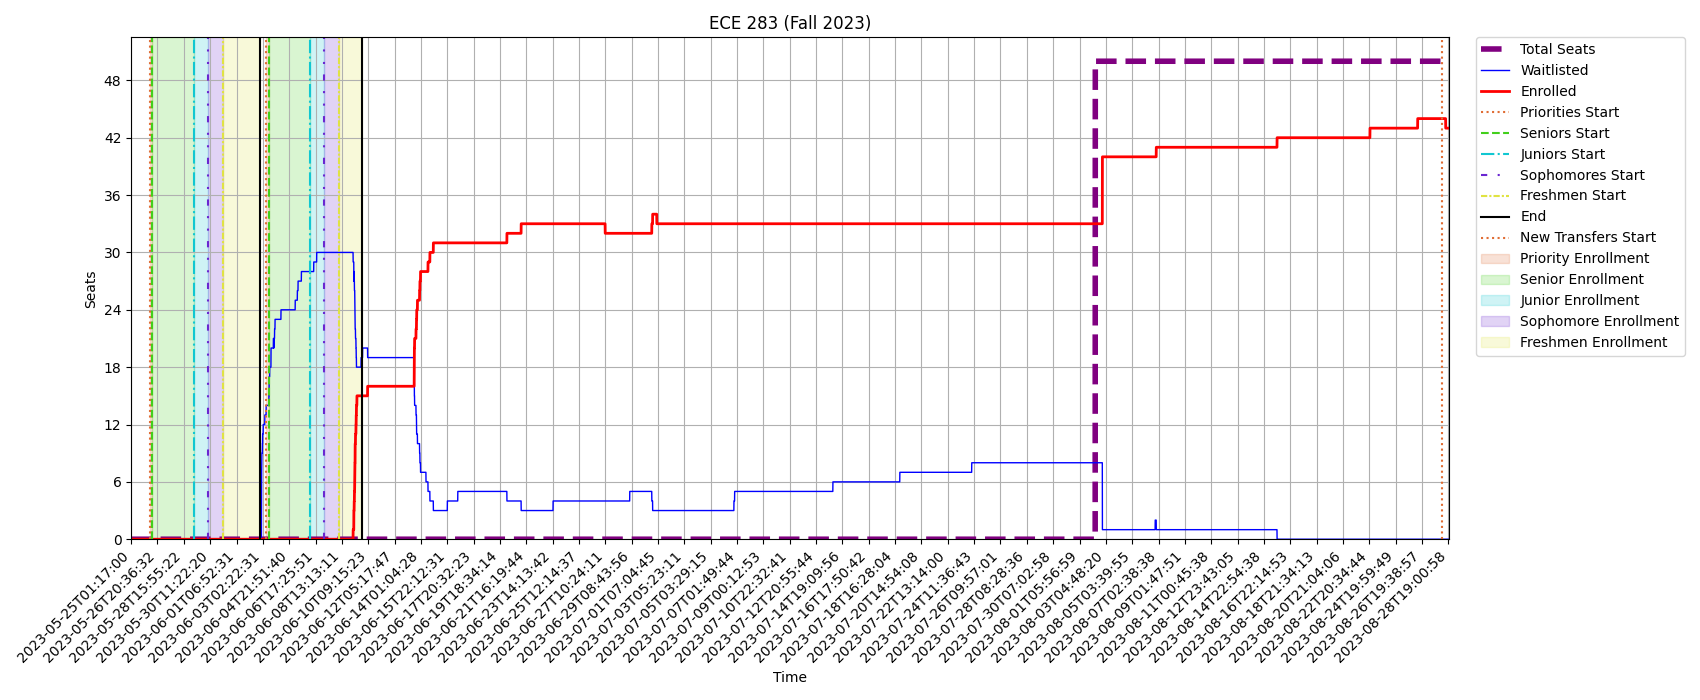 ECE 283 (Fall 2023)
Seats
48
42
36
30
24
18
12
6
0
2023-05-25T01:17:00
2023-05-26T20:36:32
2023-05-28T15:55:22
2023-05-30T11:22:20
2023-06-01T06:52:31
2023-06-03T02:22:31
2023-06-04T21:51:40
2023-06-06T17:25:51
2023-06-08T13:13:11
2023-06-10T09:15:23
2023-06-12T05:17:47
2023-06-14T01:04:28
2023-06-15T22:12:31
2023-06-17T20:32:23
2023-06-19T18:34:14
2023-06-21T16:19:44
2023-06-23T14:13:42
2023-06-25T12:14:37
2023-06-27T10:24:11
2023-06-29T08:43:56
2023-07-01T07:04:45
2023-07-03T05:23:11
2023-07-05T03:29:15
2023-07-07T01:49:44
2023-07-09T00:12:53
2023-07-10T22:32:41
2023-07-12T20:55:44
2023-07-14T19:09:56
2023-07-16T17:50:42
2023-07-18T16:28:04
2023-07-20T14:54:08
2023-07-22T13:14:00
2023-07-24T11:36:43
2023-07-26T09:57:01
2023-07-28T08:28:36
2023-07-30T07:02:58
2023-08-01T05:56:59
2023-08-03T04:48:20
2023-08-05T03:39:55
2023-08-07T02:38:38
2023-08-09T01:47:51
2023-08-11T00:45:38
2023-08-12T23:43:05
2023-08-14T22:54:38
2023-08-16T22:14:53
2023-08-18T21:34:13
2023-08-20T21:04:06
2023-08-22T20:34:44
2023-08-24T19:59:49
2023-08-26T19:38:57
2023-08-28T19:00:58
Time
Total Seats
Waitlisted
Enrolled
Priorities Start
Seniors Start
Juniors Start
Sophomores Start
Freshmen Start
End
New Transfers Start
Priority Enrollment
Senior Enrollment
Junior Enrollment
Sophomore Enrollment
Freshmen Enrollment